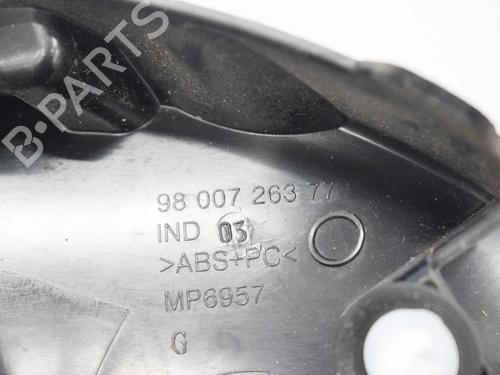 B-PARTS
98 007 263 77
IND 03
>ABS+PC<
MP6957
G